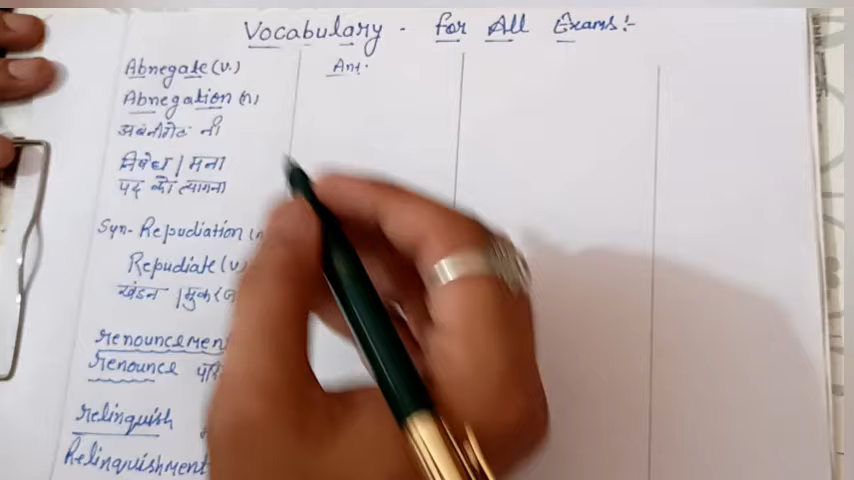 Vocabulary - for All Exams:-
Abnegate (v.)
Ant.
Abnegation (n)
अबनीगेट नी
निषेध / मना
पद को त्यागना
Syn- Repudiation
Repudiate (v.)
खंडन
renouncement
renounce
relinquish
Relinquishment